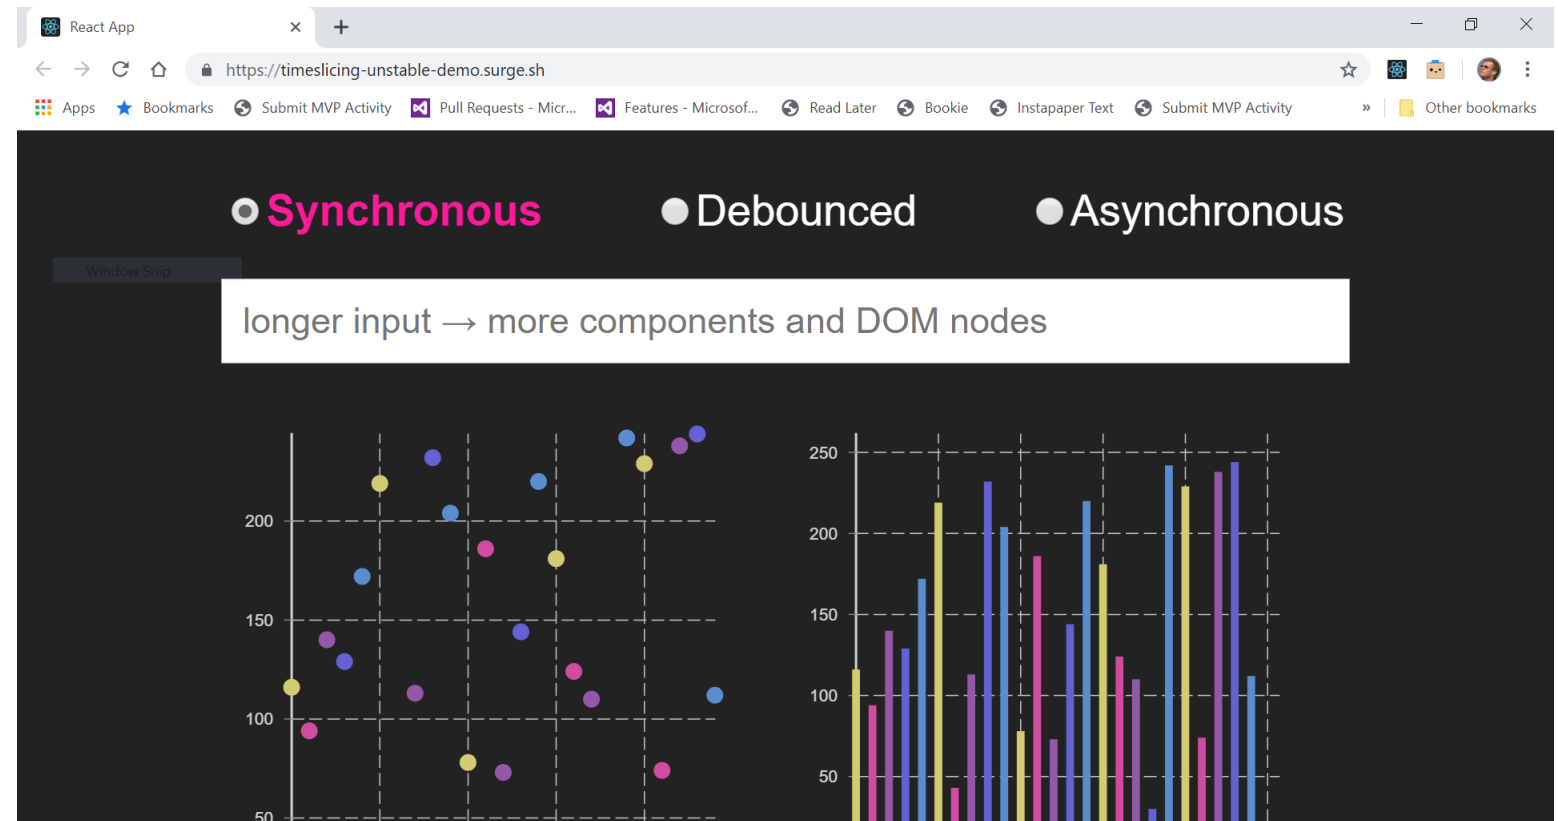 React App
https://timeslicing-unstable-demo.surge.sh
Apps Bookmarks Submit MVP Activity Pull Requests - Micr... Features - Microsof... Read Later Bookie Instapaper Text Submit MVP Activity » Other bookmarks
Synchronous Debounced Asynchronous
Window Snip
longer input → more components and DOM nodes
200
150
100
50
250
200
150
100
50